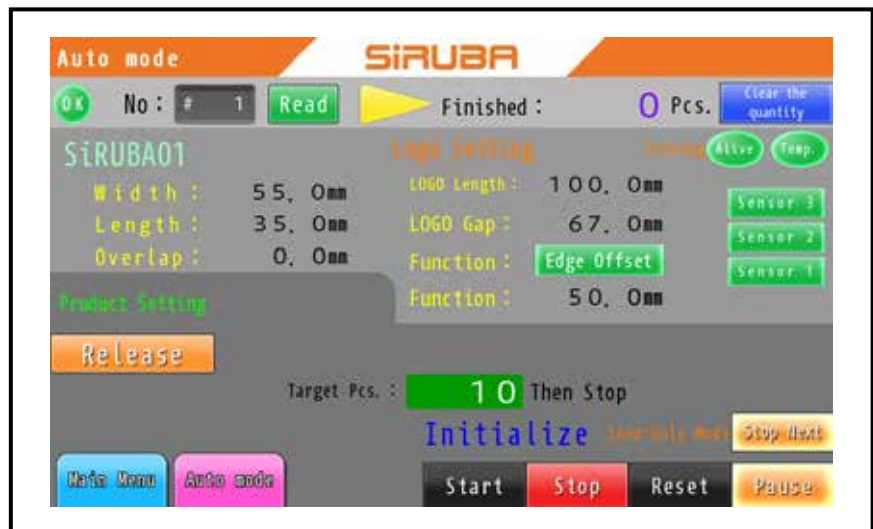 Auto mode
SiRUBA
OK No: # 1 Read Finished: 0 Pcs. Clear the quantity
SiRUBA01 Logo Setting Alive Temp.
Width: 55.0mm LOGO Length: 100.0mm Sensor 3
Length: 35.0mm LOGO Gap: 67.0mm Sensor 2
Overlap: 0.0mm Function: Edge Offset Sensor 1
Product Setting Function: 50.0mm
Release
Target Pcs.: 10 Then Stop
Initialize Stop Next
Main Menu Auto mode Start Stop Reset Pause